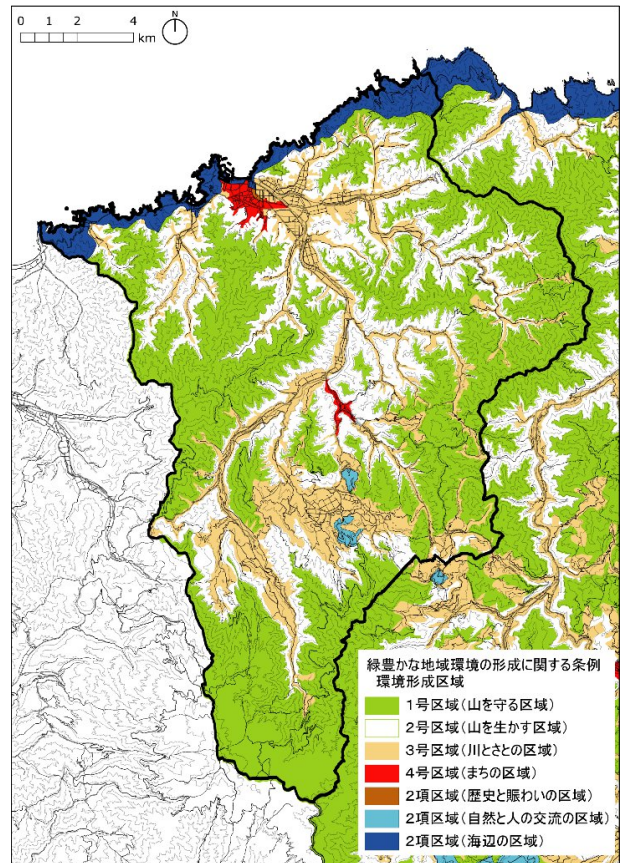 0 1 2 4
km
N
緑豊かな地域環境の形成に関する条例
環境形成区域
1号区域(山を守る区域)
2号区域(山を生かす区域)
3号区域(川とさとの区域)
4号区域(まちの区域)
2項区域(歴史と賑わいの区域)
2項区域(自然と人の交流の区域)
2項区域(海辺の区域)